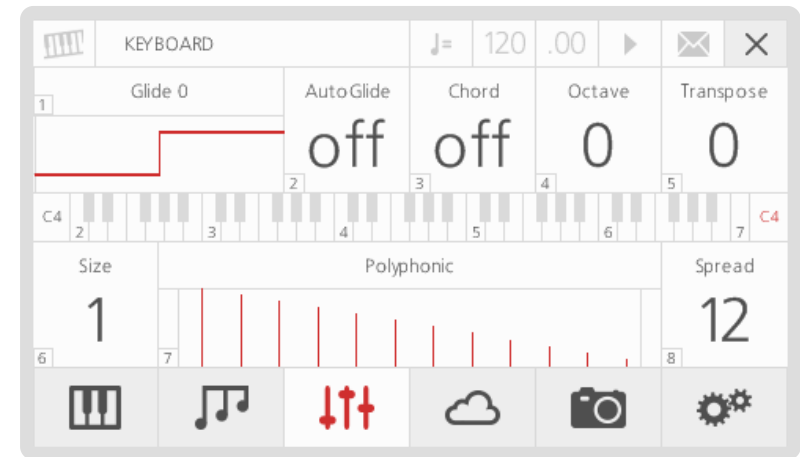 KEYBOARD
= 120 .00
Glide 0 AutoGlide Chord Octave Transpose
1
off off 0 0
2 3 4 5
C4 C4
2 3 4 5 6 7
Size Polyphonic Spread
1 12
6 7 8